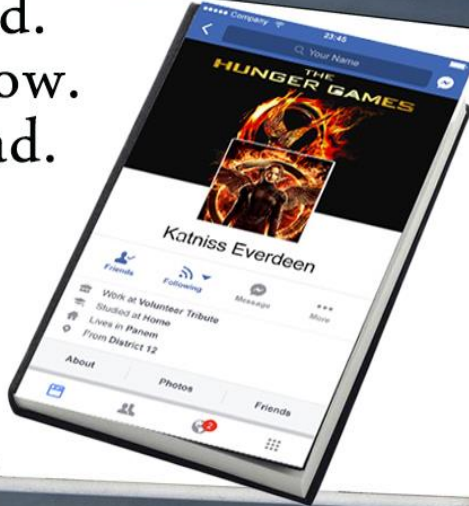 d.
ow.
ad.
Company
23:45
Your Name
THE
HUNGER GAMES
Katniss Everdeen
Friends
Following
Message
More
Work at Volunteer Tribute
Studied at Home
Lives in Panem
From District 12
About
Photos
Friends
2